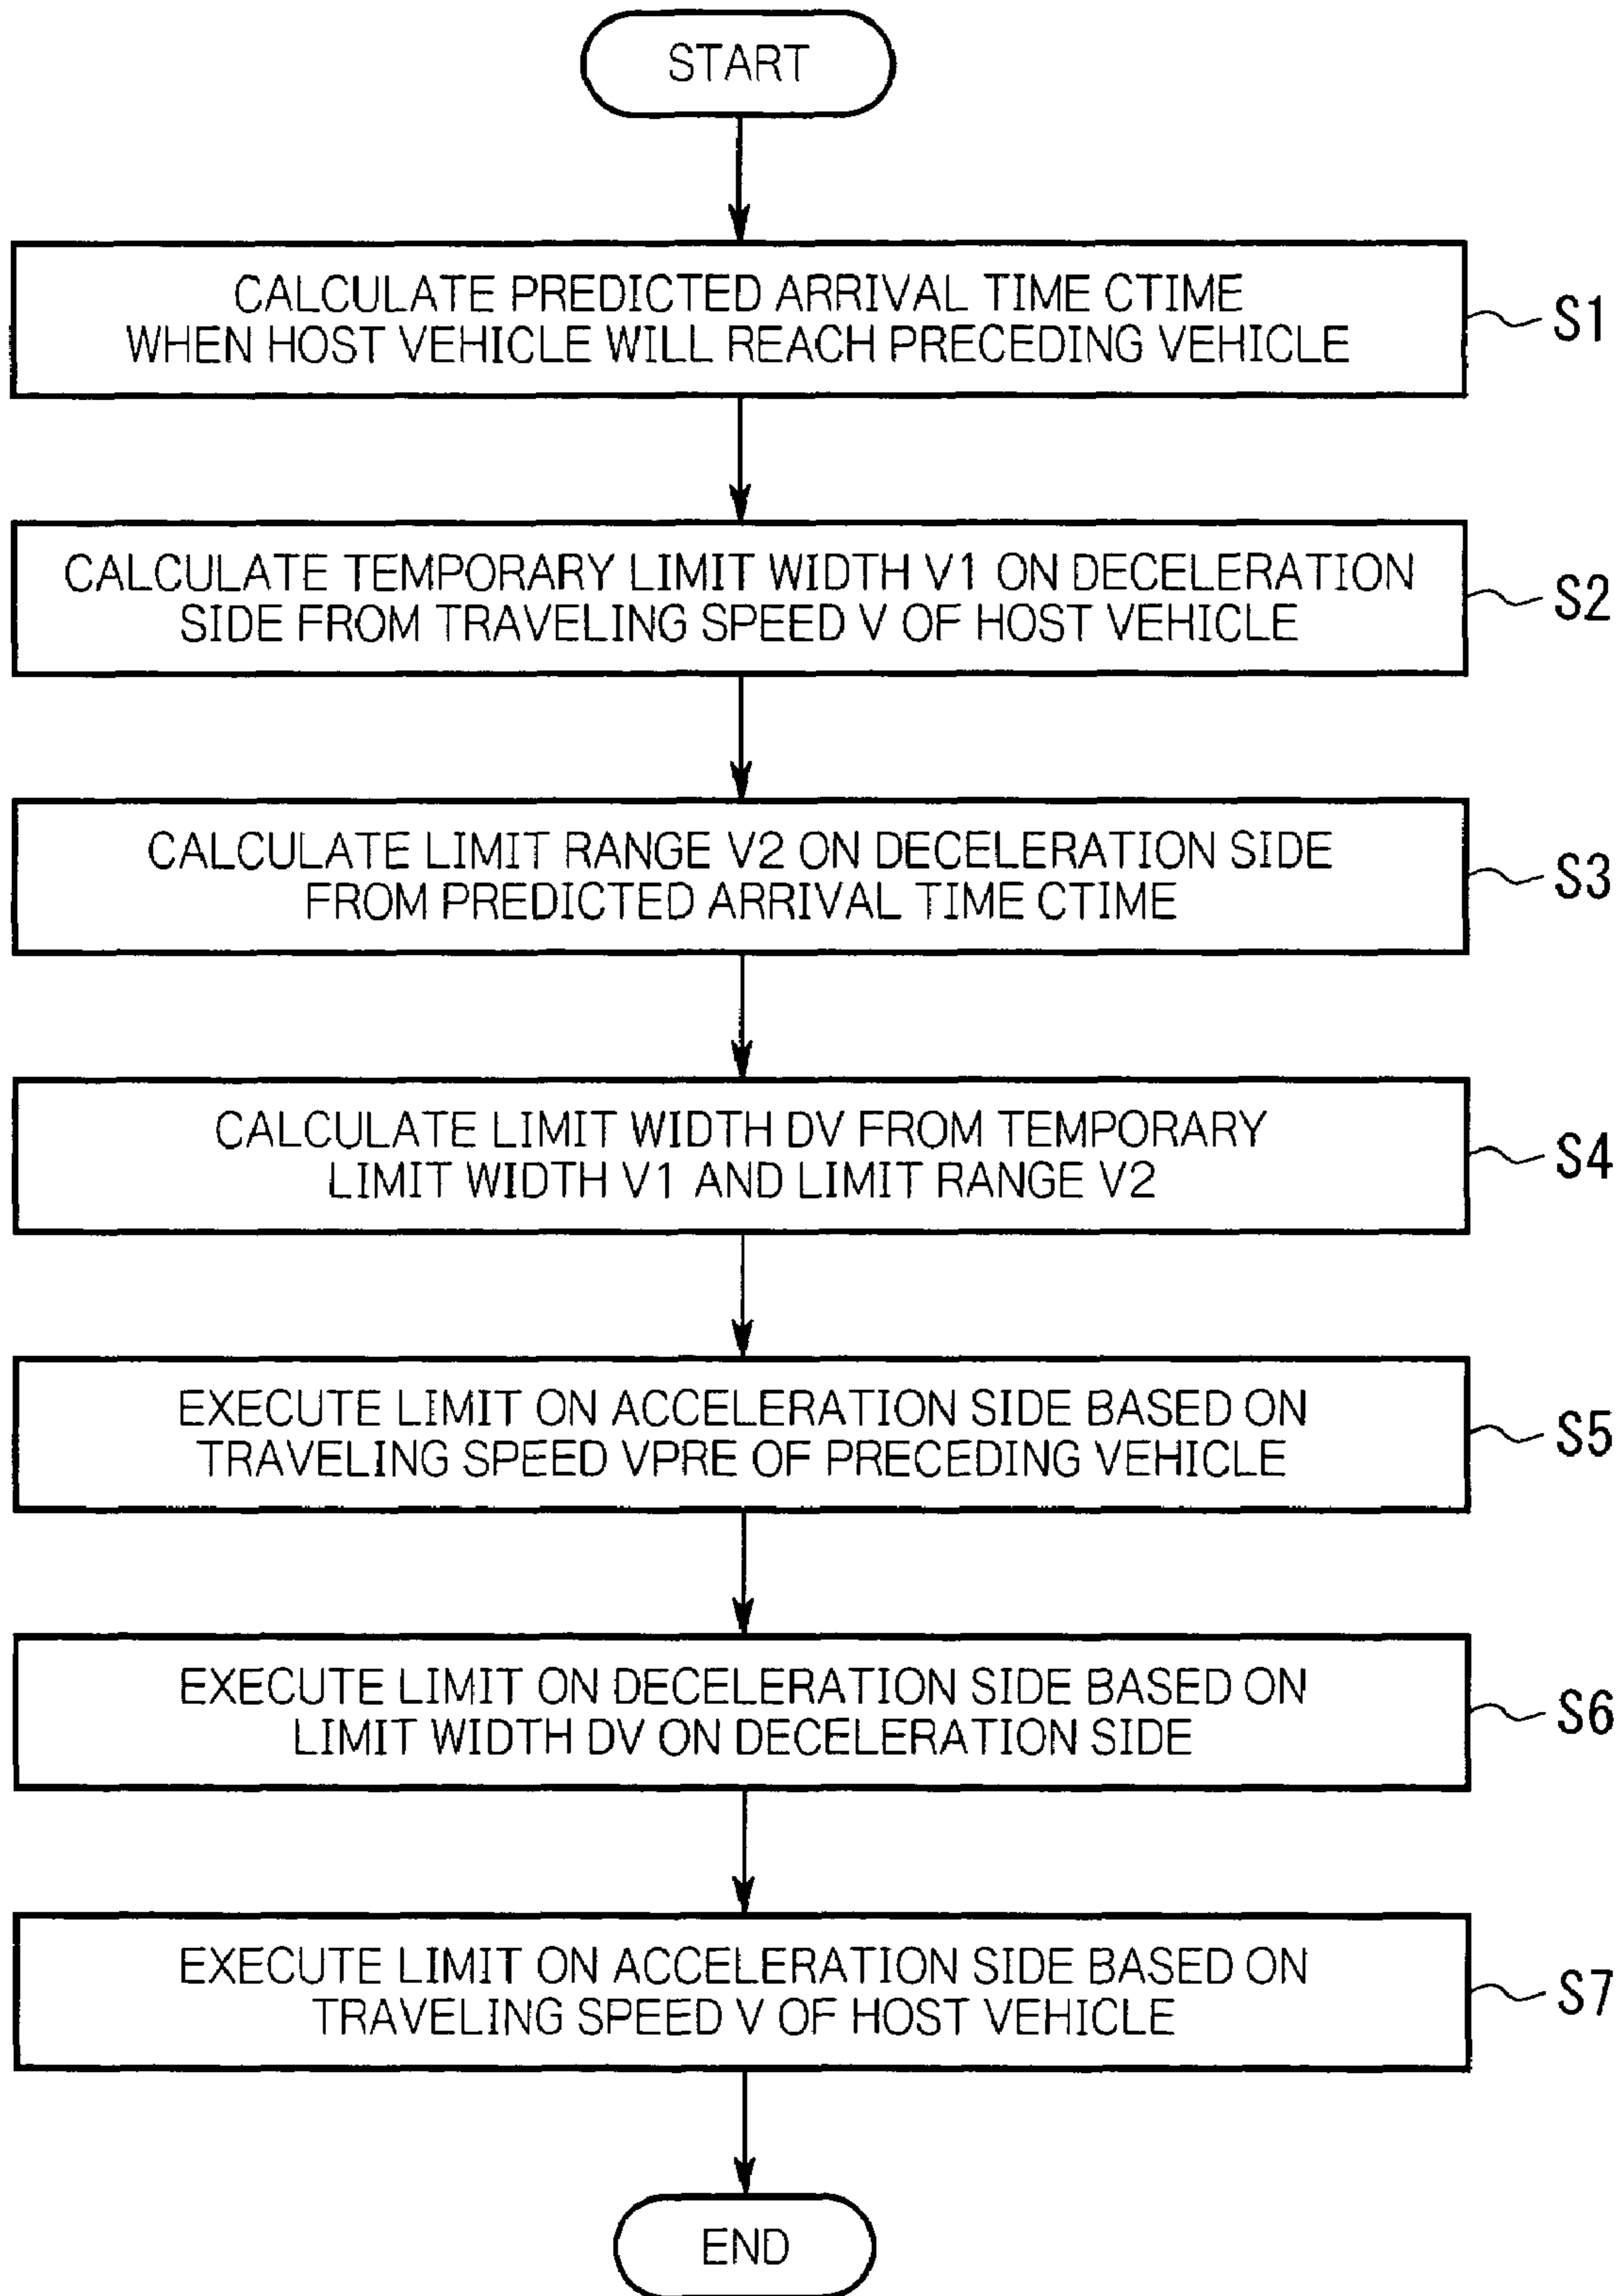 START
CALCULATE PREDICTED ARRIVAL TIME CTIME
WHEN HOST VEHICLE WILL REACH PRECEDING VEHICLE
S1
CALCULATE TEMPORARY LIMIT WIDTH V1 ON DECELERATION
SIDE FROM TRAVELING SPEED V OF HOST VEHICLE
S2
CALCULATE LIMIT RANGE V2 ON DECELERATION SIDE
FROM PREDICTED ARRIVAL TIME CTIME
S3
CALCULATE LIMIT WIDTH DV FROM TEMPORARY
LIMIT WIDTH V1 AND LIMIT RANGE V2
S4
EXECUTE LIMIT ON ACCELERATION SIDE BASED ON
TRAVELING SPEED VPRE OF PRECEDING VEHICLE
S5
EXECUTE LIMIT ON DECELERATION SIDE BASED ON
LIMIT WIDTH DV ON DECELERATION SIDE
S6
EXECUTE LIMIT ON ACCELERATION SIDE BASED ON
TRAVELING SPEED V OF HOST VEHICLE
S7
END